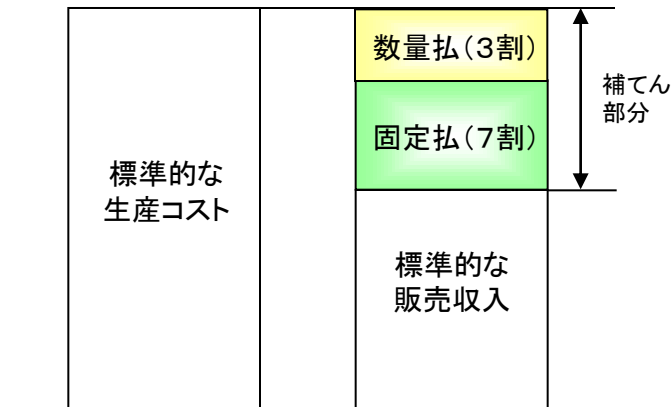 数量払(3割)
補てん
部分
固定払(7割)
標準的な
生産コスト
標準的な
販売収入